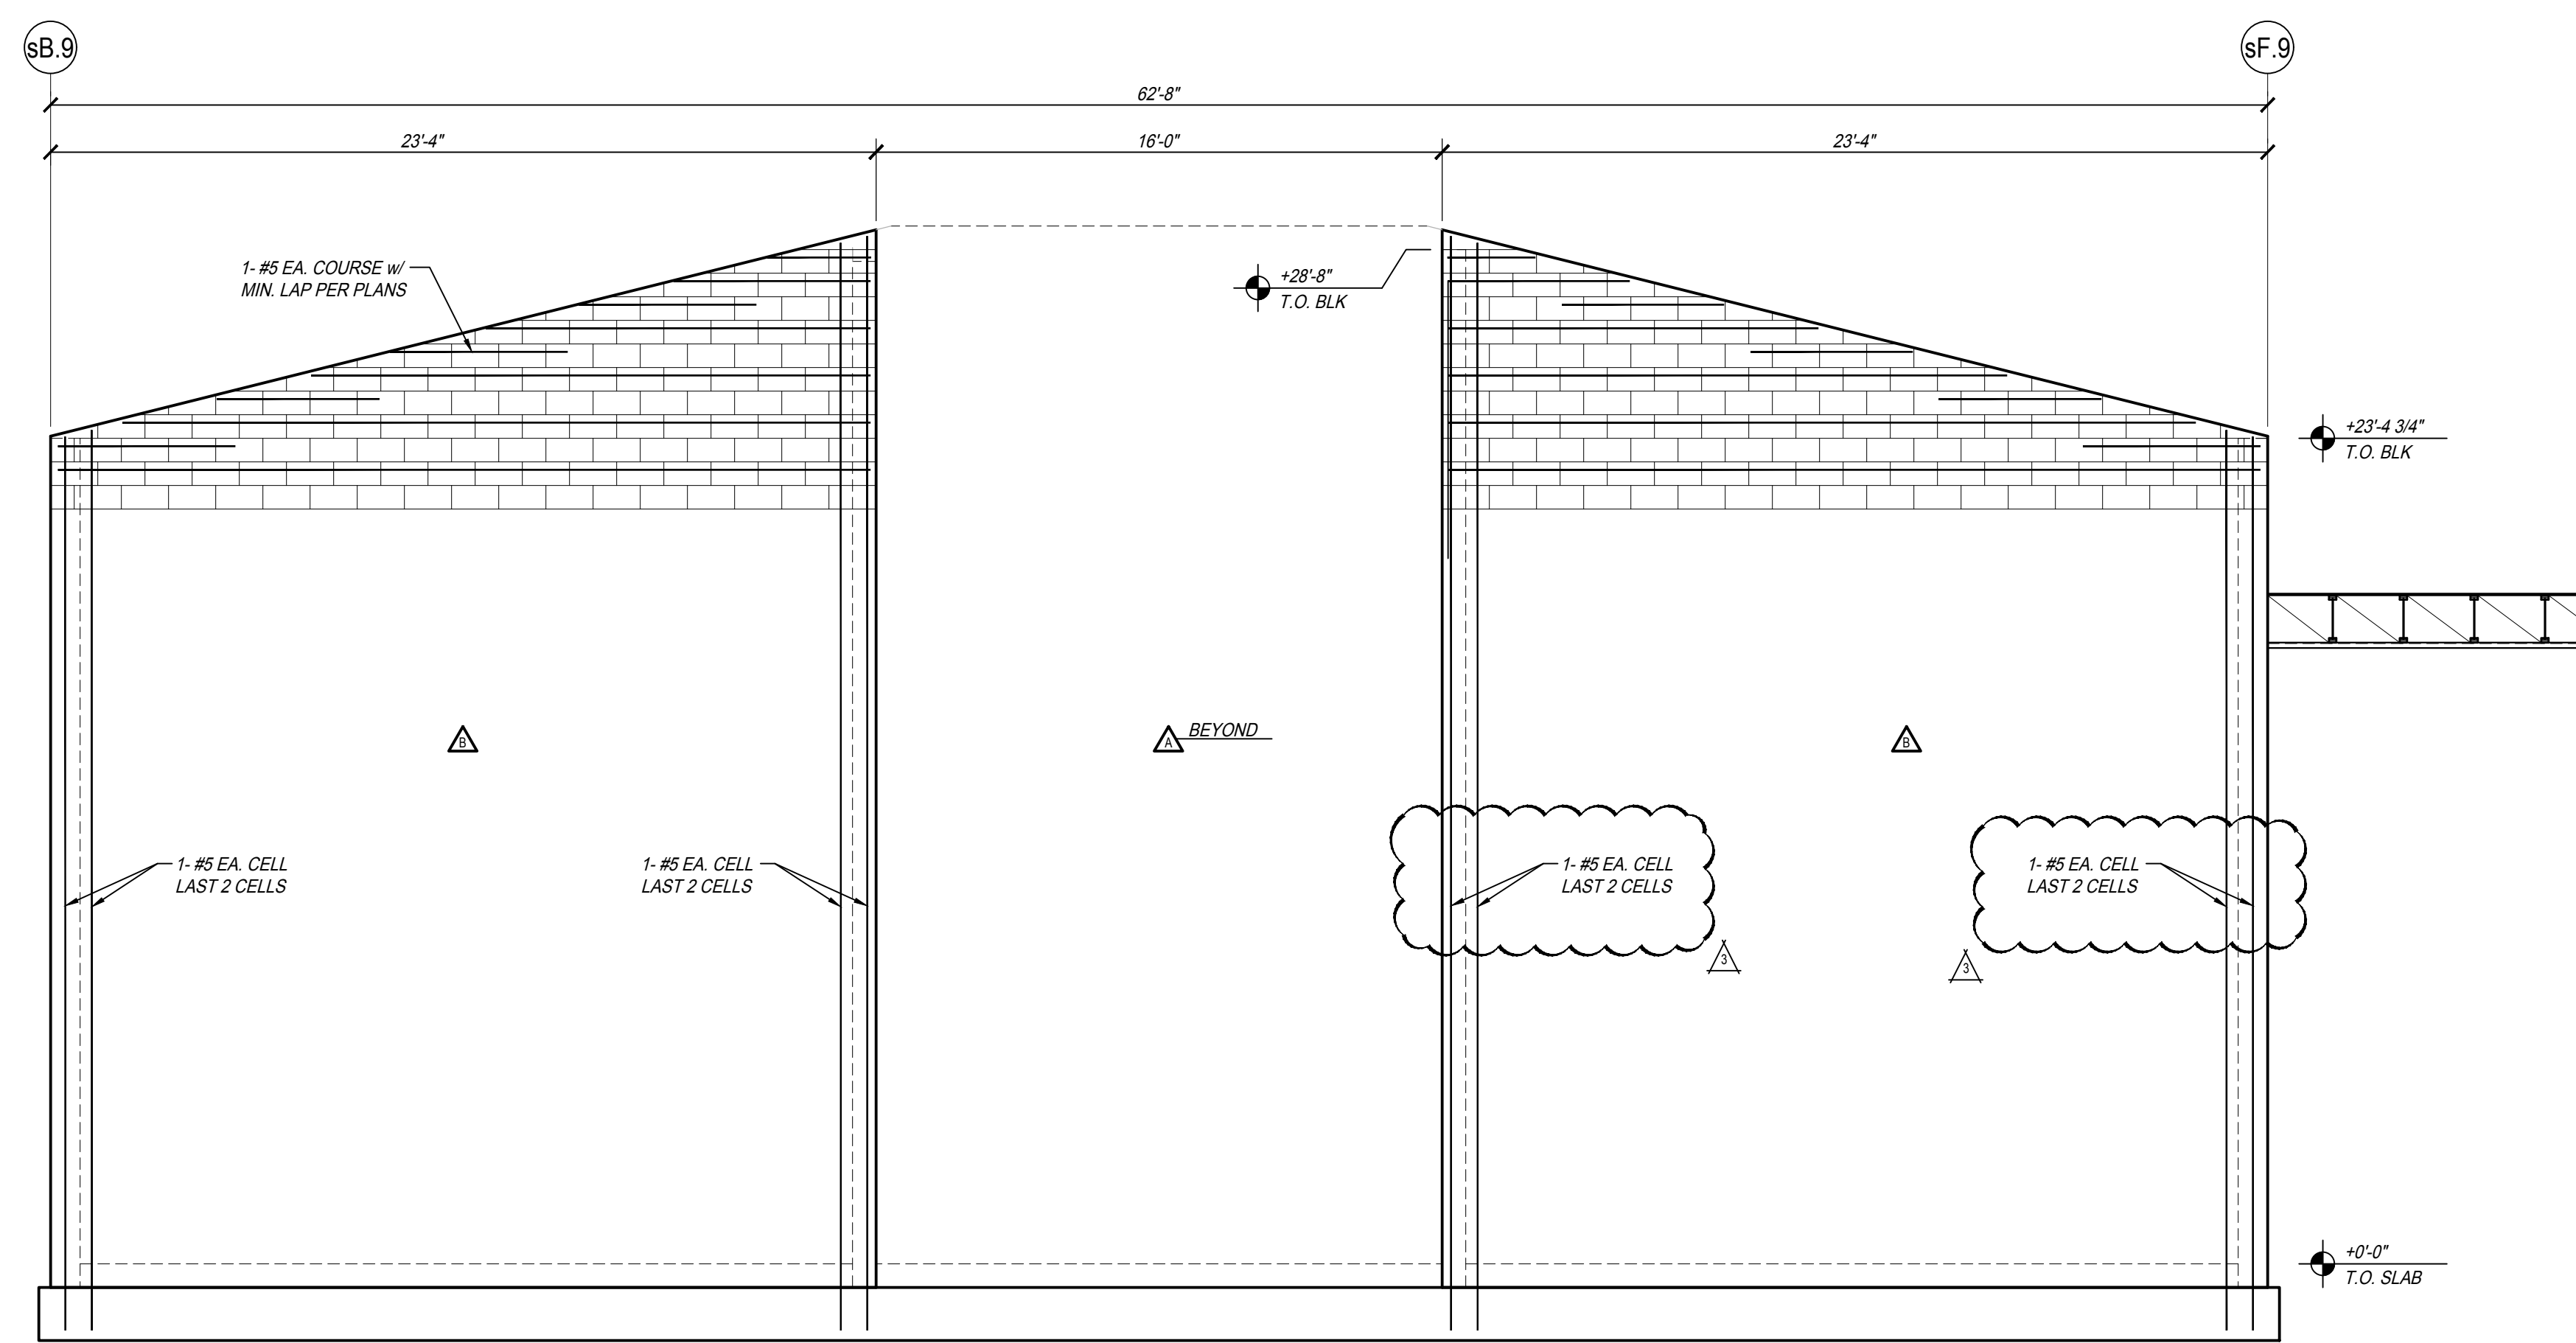 sB.9
sF.9
62'-8"
23'-4"
16'-0"
23'-4"
1- #5 EA. COURSE w/
MIN. LAP PER PLANS
+28'-8"
T.O. BLK
+23'-4 3/4"
T.O. BLK
B
A
BEYOND
B
1- #5 EA. CELL
LAST 2 CELLS
1- #5 EA. CELL
LAST 2 CELLS
1- #5 EA. CELL
LAST 2 CELLS
1- #5 EA. CELL
LAST 2 CELLS
3
3
+0'-0"
T.O. SLAB